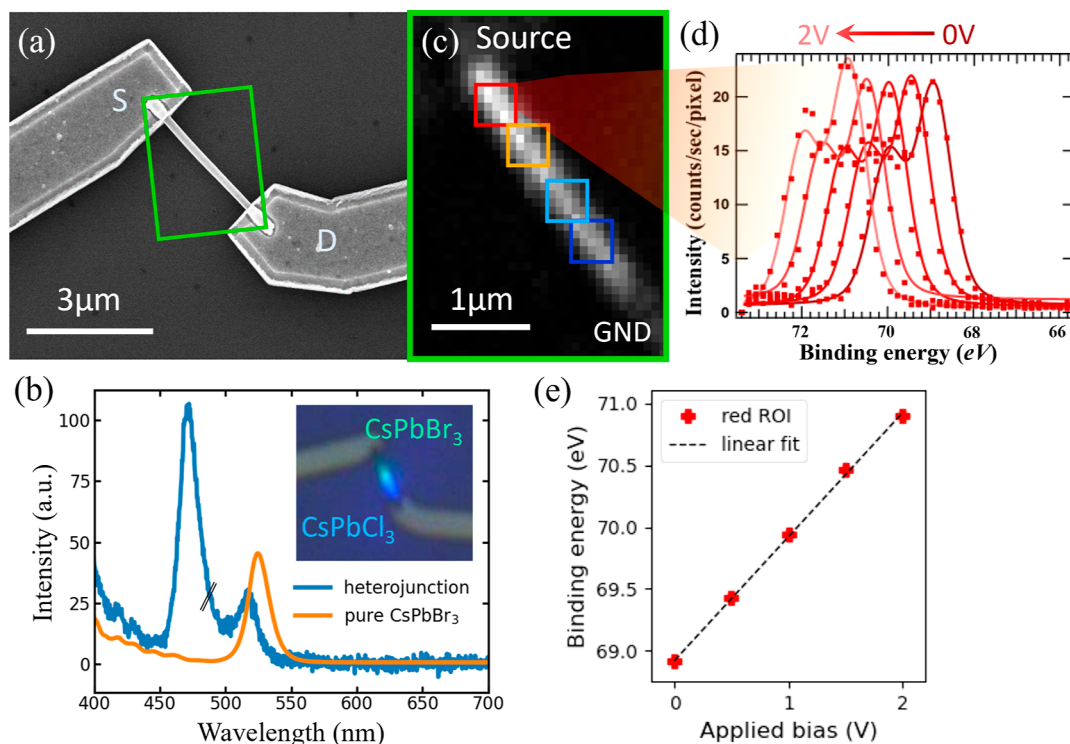 (a)
S
D
3μm
(c)
Source
1μm
GND
(d)
2V
0V
Intensity (counts/sec/pixel)
20
15
10
5
0
72
70
68
66
Binding energy (eV)
(b)
Intensity (a.u.)
100
75
50
25
0
CsPbBr₃
CsPbCl₃
heterojunction
pure CsPbBr₃
400
450
500
550
600
650
700
Wavelength (nm)
(e)
Binding energy (eV)
71.0
70.5
70.0
69.5
69.0
red ROI
linear fit
0
1
2
Applied bias (V)